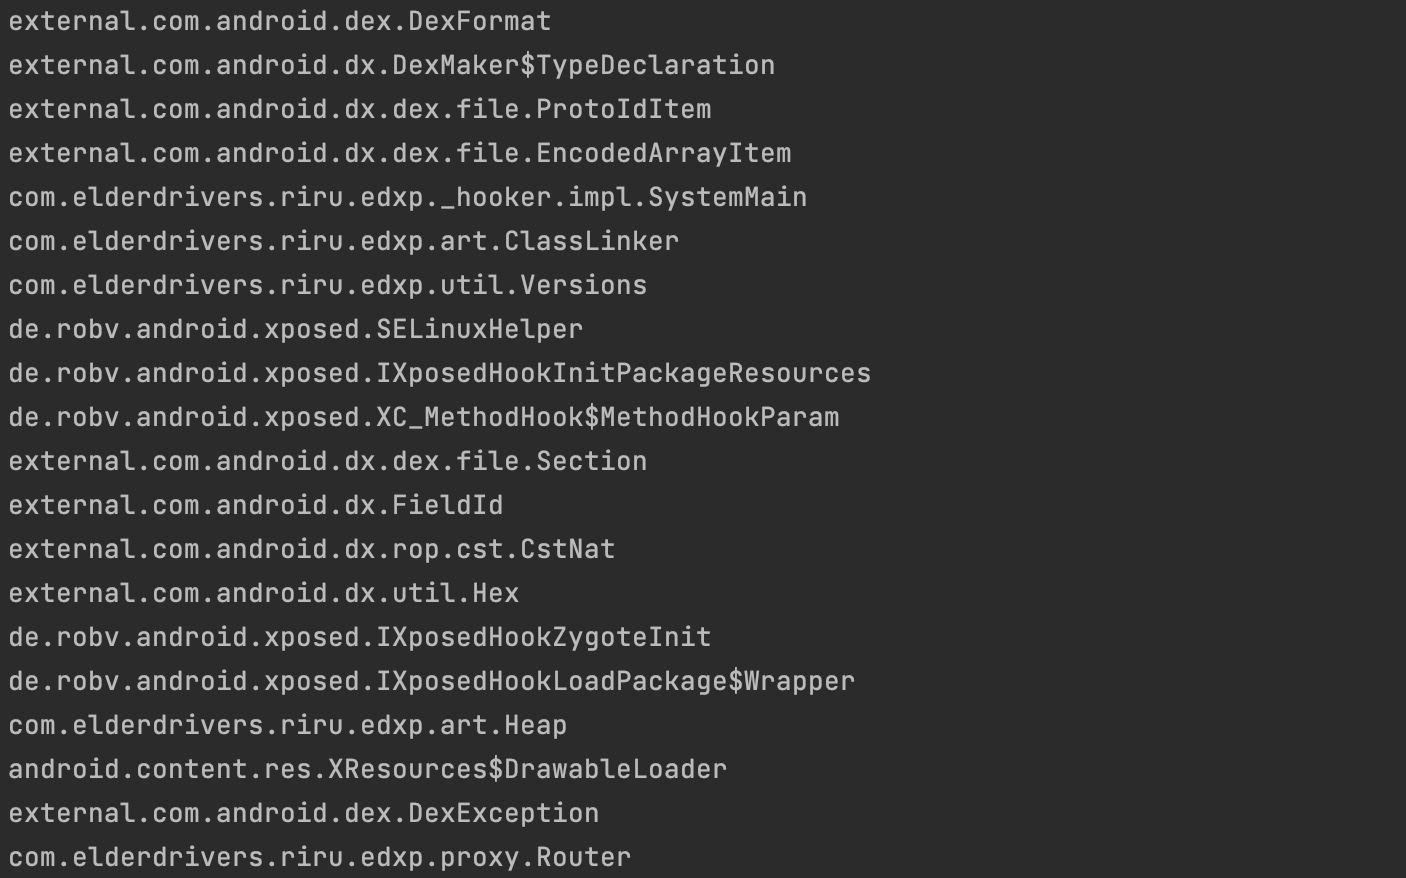 external.com.android.dex.DexFormat
external.com.android.dx.DexMaker$TypeDeclaration
external.com.android.dx.dex.file.ProtoIdItem
external.com.android.dx.dex.file.EncodedArrayItem
com.elderdrivers.riru.edxp._hooker.impl.SystemMain
com.elderdrivers.riru.edxp.art.ClassLinker
com.elderdrivers.riru.edxp.util.Versions
de.robv.android.xposed.SELinuxHelper
de.robv.android.xposed.IXposedHookInitPackageResources
de.robv.android.xposed.XC_MethodHook$MethodHookParam
external.com.android.dx.dex.file.Section
external.com.android.dx.FieldId
external.com.android.dx.rop.cst.CstNat
external.com.android.dx.util.Hex
de.robv.android.xposed.IXposedHookZygoteInit
de.robv.android.xposed.IXposedHookLoadPackage$Wrapper
com.elderdrivers.riru.edxp.art.Heap
android.content.res.XResources$DrawableLoader
external.com.android.dex.DexException
com.elderdrivers.riru.edxp.proxy.Router